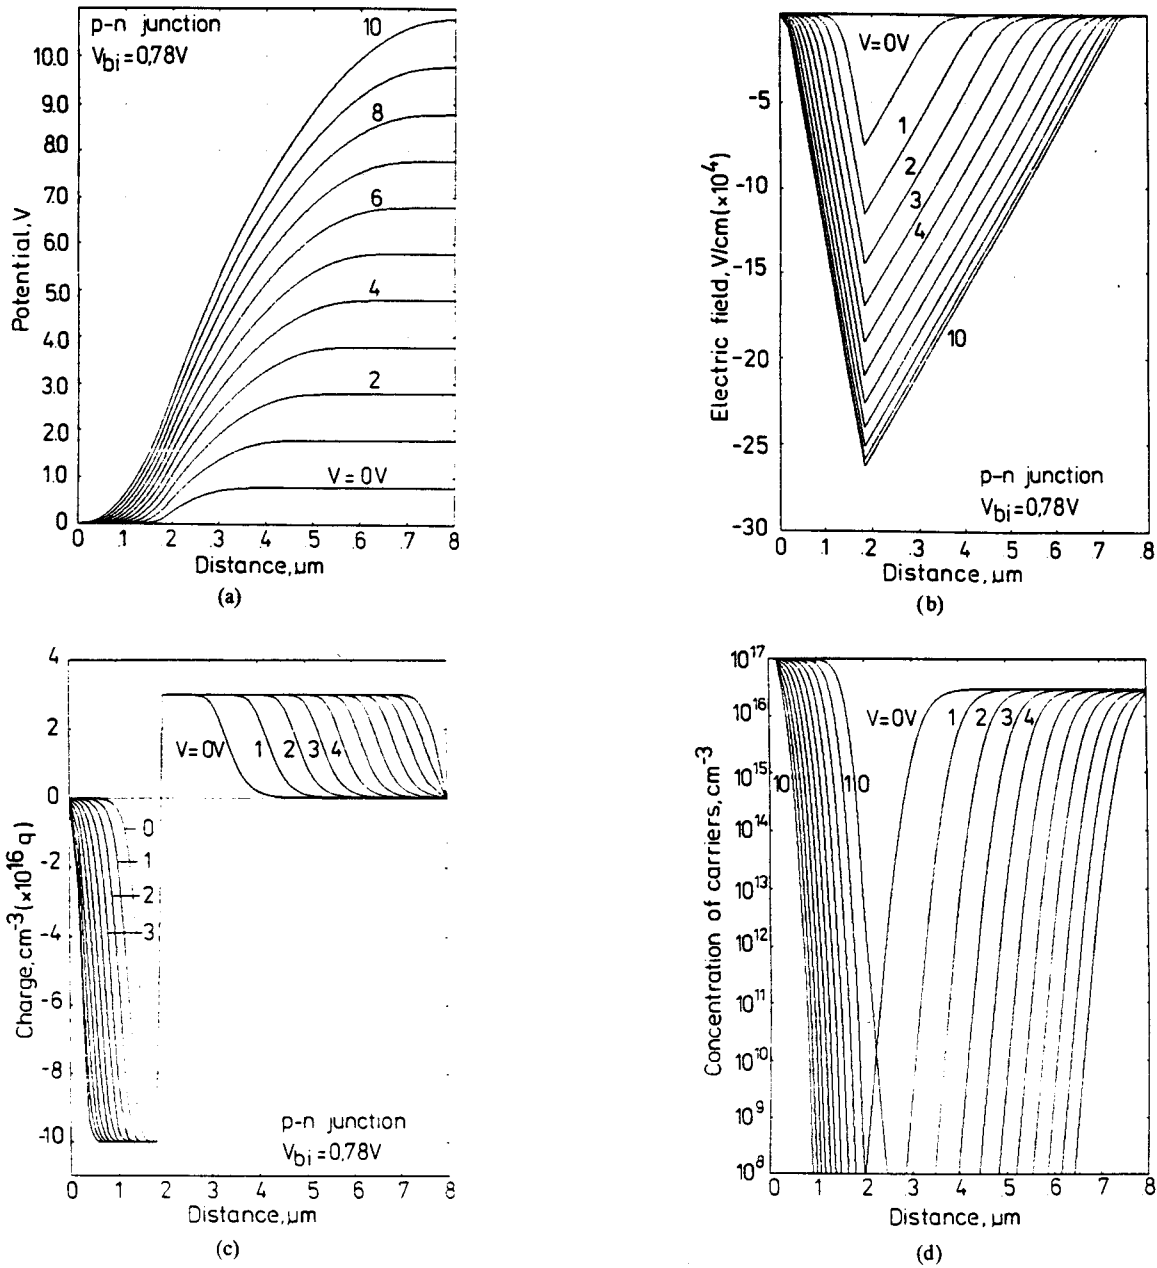 p-n junction
Vbi=0,78V
10
8
6
4
2
V=0V
10.0
9.0
8.0
7.0
6.0
5.0
4.0
3.0
2.0
1.0
0
Potential,V
0 .1 .2 .3 .4 .5 .6 .7 .8
Distance,µm
(a)
V=0V
1
2
3
4
10
-5
-10
-15
-20
-25
-30
Electric field, V/cm(×10⁴)
p-n junction
Vbi=0,78V
0 .1 .2 .3 .4 .5 .6 .7 .8
Distance,µm
(b)
4
2
0
-2
-4
-6
-8
-10
Charge,cm⁻³(×10¹⁶q)
V=0V 1 2 3 4
0
1
2
3
p-n junction
Vbi=0,78V
0 1 2 3 4 5 6 7 8
Distance,µm
(c)
10¹⁷
10¹⁶
10¹⁵
10¹⁴
10¹³
10¹²
10¹¹
10¹⁰
10⁹
10⁸
Concentration of carriers,cm⁻³
V=0V 1 2 3 4
10 1 0
0 .1 .2 .3 .4 .5 .6 .7 .8
Distance,µm
(d)